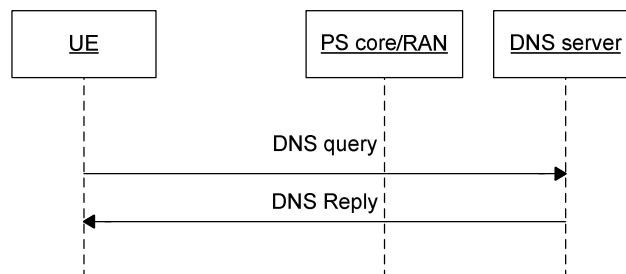 UE
PS core/RAN
DNS server
DNS query
DNS Reply